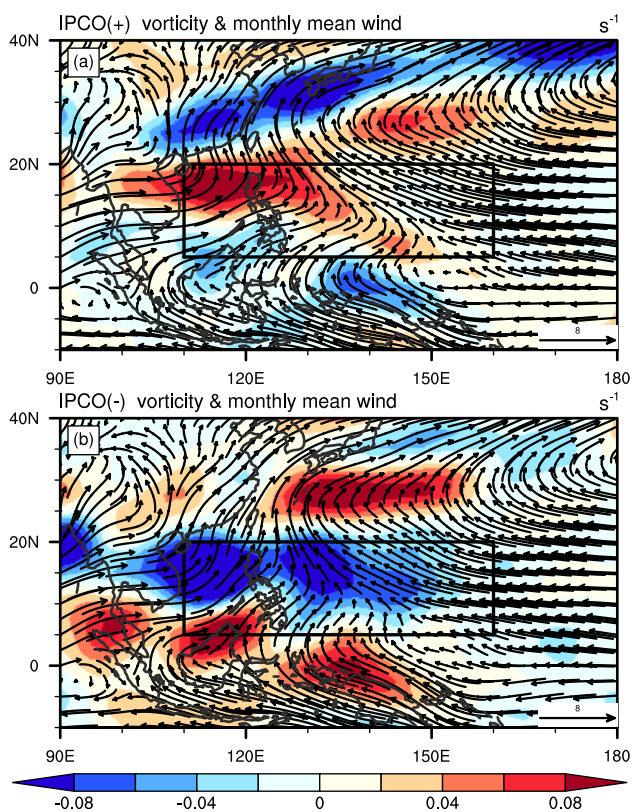 IPCO(+) vorticity & monthly mean wind s⁻¹
40N
(a)
20N
0
8
90E 120E 150E 180
IPCO(-) vorticity & monthly mean wind s⁻¹
40N
(b)
20N
0
8
90E 120E 150E 180
-0.08 -0.04 0 0.04 0.08